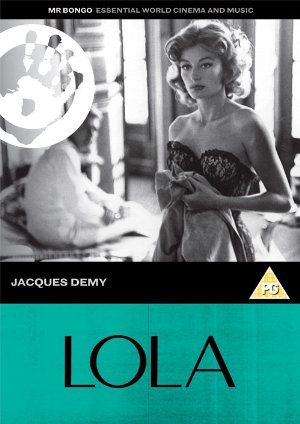 MR BONGO ESSENTIAL WORLD CINEMA AND MUSIC
JACQUES DEMY
PG
LOLA